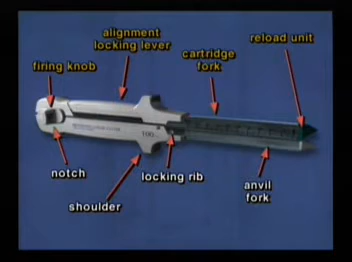 alignment
locking lever
reload unit
cartridge
fork
firing knob
notch
locking rib
anvil
fork
shoulder